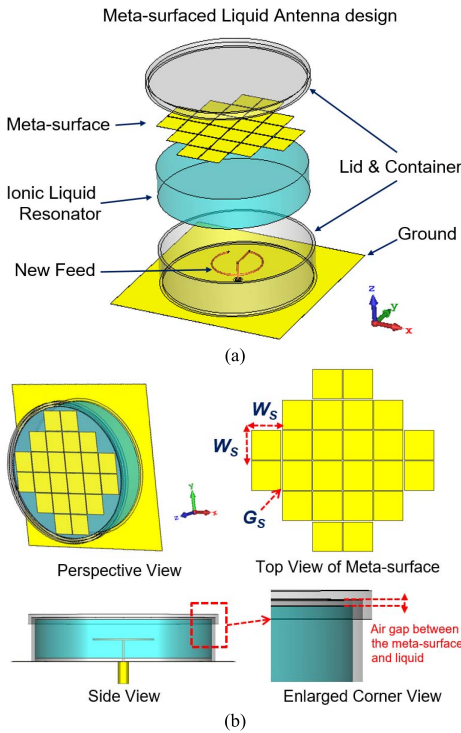 Meta-surfaced Liquid Antenna design
Meta-surface
Ionic Liquid
Resonator
Lid & Container
Ground
New Feed
z
y
x
(a)
W_S
W_S
G_S
y
z
x
Perspective View
Top View of Meta-surface
Air gap between
the meta-surface
and liquid
Side View
Enlarged Corner View
(b)